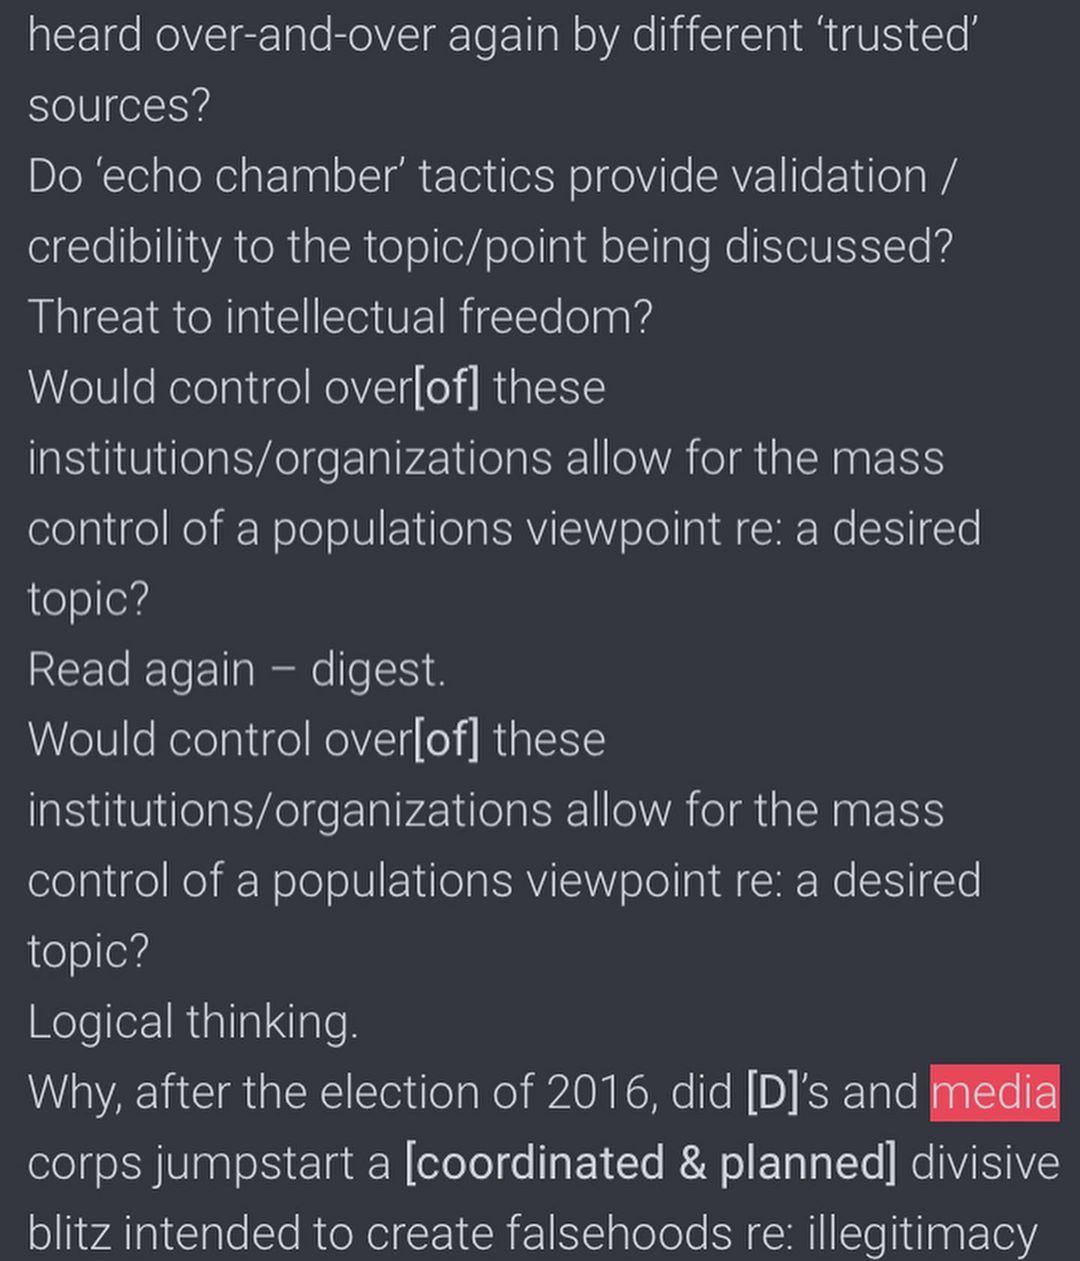 heard over-and-over again by different ‘trusted’
sources?
Do ‘echo chamber’ tactics provide validation /
credibility to the topic/point being discussed?
Threat to intellectual freedom?
Would control over[of] these
institutions/organizations allow for the mass
control of a populations viewpoint re: a desired
topic?
Read again – digest.
Would control over[of] these
institutions/organizations allow for the mass
control of a populations viewpoint re: a desired
topic?
Logical thinking.
Why, after the election of 2016, did [D]’s and media
corps jumpstart a [coordinated & planned] divisive
blitz intended to create falsehoods re: illegitimacy